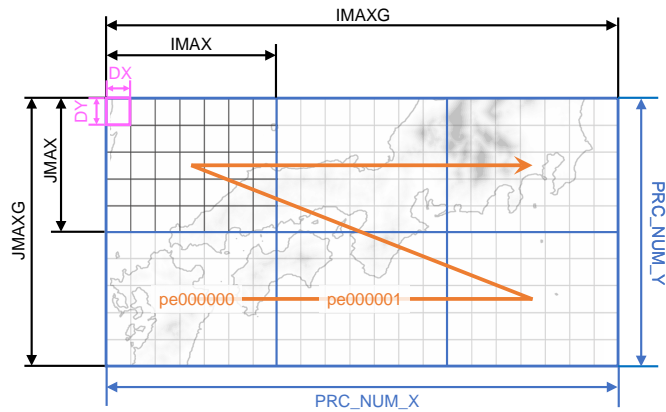 IMAXG
IMAX
DX
DY
JMAX
JMAXG
PRC_NUM_Y
pe000000
pe000001
PRC_NUM_X